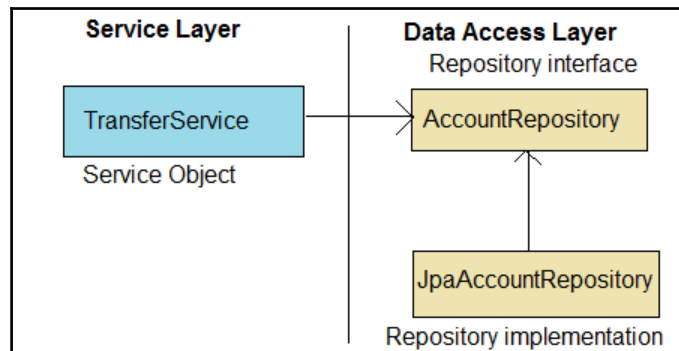 Service Layer
Data Access Layer
Repository interface
TransferService
AccountRepository
Service Object
JpaAccountRepository
Repository implementation